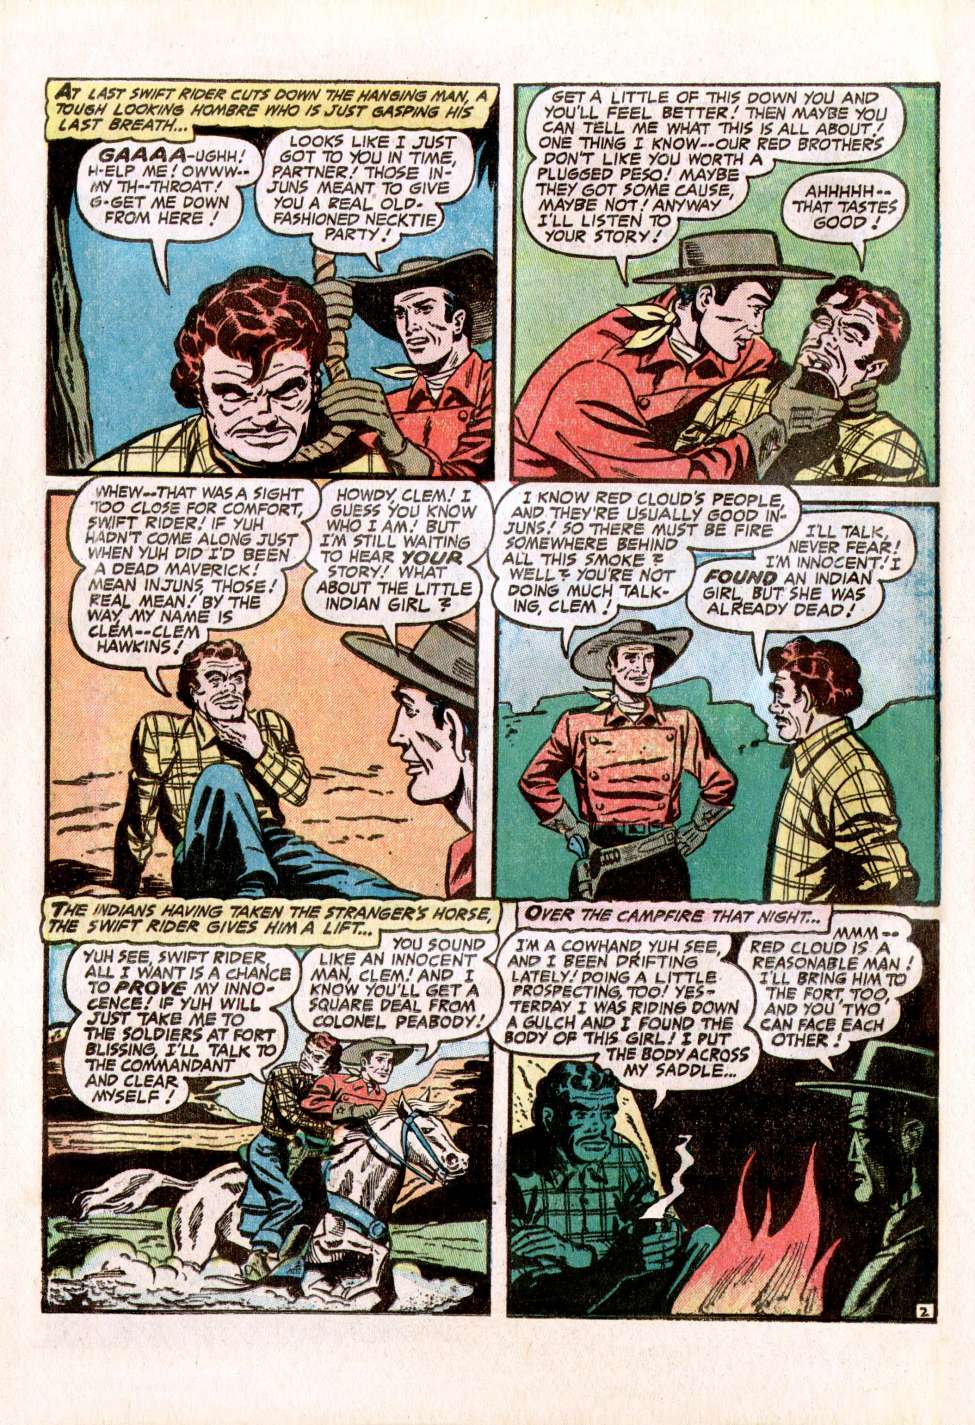 AT LAST SWIFT RIDER CUTS DOWN THE HANGING MAN, A
TOUGH LOOKING HOMBRE WHO IS JUST GASPING HIS
LAST BREATH...
GAAAA-UGHH!
H-ELP ME! OWWW--
MY TH--THROAT!
G-GET ME DOWN
FROM HERE!
LOOKS LIKE I JUST
GOT TO YOU IN TIME,
PARTNER! THOSE IN-
JUNS MEANT TO GIVE
YOU A REAL OLD-
FASHIONED NECKTIE
PARTY!
GET A LITTLE OF THIS DOWN YOU AND
YOU'LL FEEL BETTER! THEN MAYBE YOU
CAN TELL ME WHAT THIS IS ALL ABOUT!
ONE THING I KNOW--OUR RED BROTHERS
DON'T LIKE YOU WORTH A
PLUGGED PESO! MAYBE
THEY GOT SOME CAUSE,
MAYBE NOT! ANYWAY,
I'LL LISTEN TO
YOUR STORY!
AHHHHH--
THAT TASTES
GOOD!
WHEW--THAT WAS A SIGHT
TOO CLOSE FOR COMFORT,
SWIFT RIDER! IF YUH
HADN'T COME ALONG JUST
WHEN YUH DID I'D BEEN
A DEAD MAVERICK!
MEAN INJUNS, THOSE!
REAL MEAN! BY THE
WAY, MY NAME IS
CLEM--CLEM
HAWKINS!
HOWDY, CLEM! I
GUESS YOU KNOW
WHO I AM! BUT
I'M STILL WAITING
TO HEAR YOUR
STORY! WHAT
ABOUT THE LITTLE
INDIAN GIRL?
I KNOW RED CLOUD'S PEOPLE,
AND THEY'RE USUALLY GOOD IN-
JUNS! SO THERE MUST BE FIRE
SOMEWHERE BEHIND
ALL THIS SMOKE?
WELL? YOU'RE NOT
DOING MUCH TALK-
ING, CLEM!
I'LL TALK,
NEVER FEAR!
I'M INNOCENT! I
FOUND AN INDIAN
GIRL, BUT SHE WAS
ALREADY DEAD!
THE INDIANS HAVING TAKEN THE STRANGER'S HORSE,
THE SWIFT RIDER GIVES HIM A LIFT...
YUH SEE, SWIFT RIDER,
ALL I WANT IS A CHANCE
TO PROVE MY INNO-
CENCE! IF YUH WILL
JUST TAKE ME TO
THE SOLDIERS AT FORT
BLISSING, I'LL TALK TO
THE COMMANDANT
AND CLEAR
MYSELF!
YOU SOUND
LIKE AN INNOCENT
MAN, CLEM! AND I
KNOW YOU'LL GET A
SQUARE DEAL FROM
COLONEL PEABODY!
OVER THE CAMPFIRE THAT NIGHT...
I'M A COWHAND, YUH SEE,
AND I BEEN DRIFTING
LATELY! DOING A LITTLE
PROSPECTING, TOO! YES-
TERDAY I WAS RIDING DOWN
A GULCH AND I FOUND THE
BODY OF THIS GIRL! I PUT
THE BODY ACROSS
MY SADDLE...
MMM--
RED CLOUD IS A
REASONABLE MAN!
I'LL BRING HIM TO
THE FORT, TOO,
AND YOU TWO
CAN FACE EACH
OTHER!
2